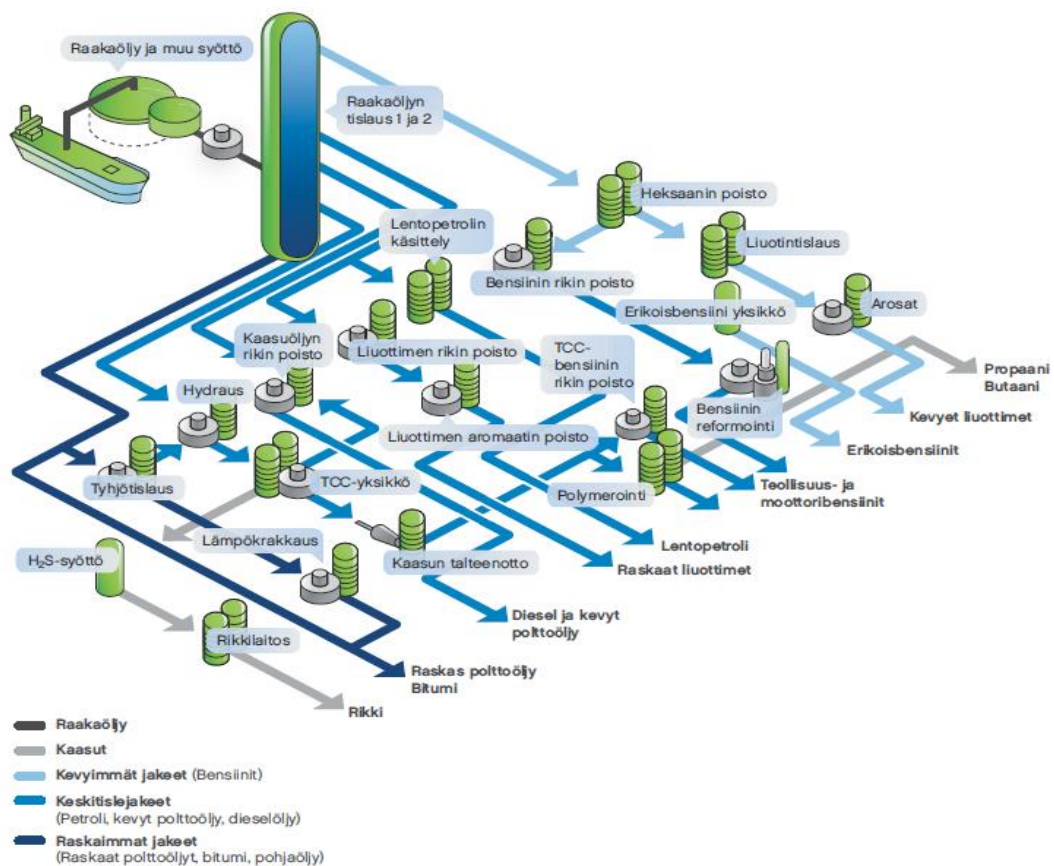 Raakaöljy ja muu syöttö
Raakaöljyn
tislaus 1 ja 2
Heksaanin poisto
Lentopetrolin
käsittely
Liuotintislaus
Bensiinin rikin poisto
Erikoisbensiini yksikkö
Arosat
Kaasuöljyn
rikin poisto
Liuottimen rikin poisto
TCC-
bensiinin
rikin poisto
Propaani
Butaani
Hydraus
Bensiinin
reformointi
Kevyet liuottimet
Liuottimen aromaatin poisto
Erikoisbensiinit
Tyhjötislaus
TCC-yksikkö
Polymerointi
Teollisuus- ja
moottoribensiinit
Lämpökrakkaus
Lentopetroli
H₂S-syöttö
Kaasun talteenotto
Raskaat liuottimet
Diesel ja kevyt
polttoöljy
Rikkilaitos
Raskas polttoöljy
Bitumi
Rikki
Raakaöljy
Kaasut
Kevyimmät jakeet (Bensiinit)
Keskitislejakeet
(Petroli, kevyt polttoöljy, dieselöljy)
Raskaimmat jakeet
(Raskaat polttoöljyt, bitumi, pohjaöljy)